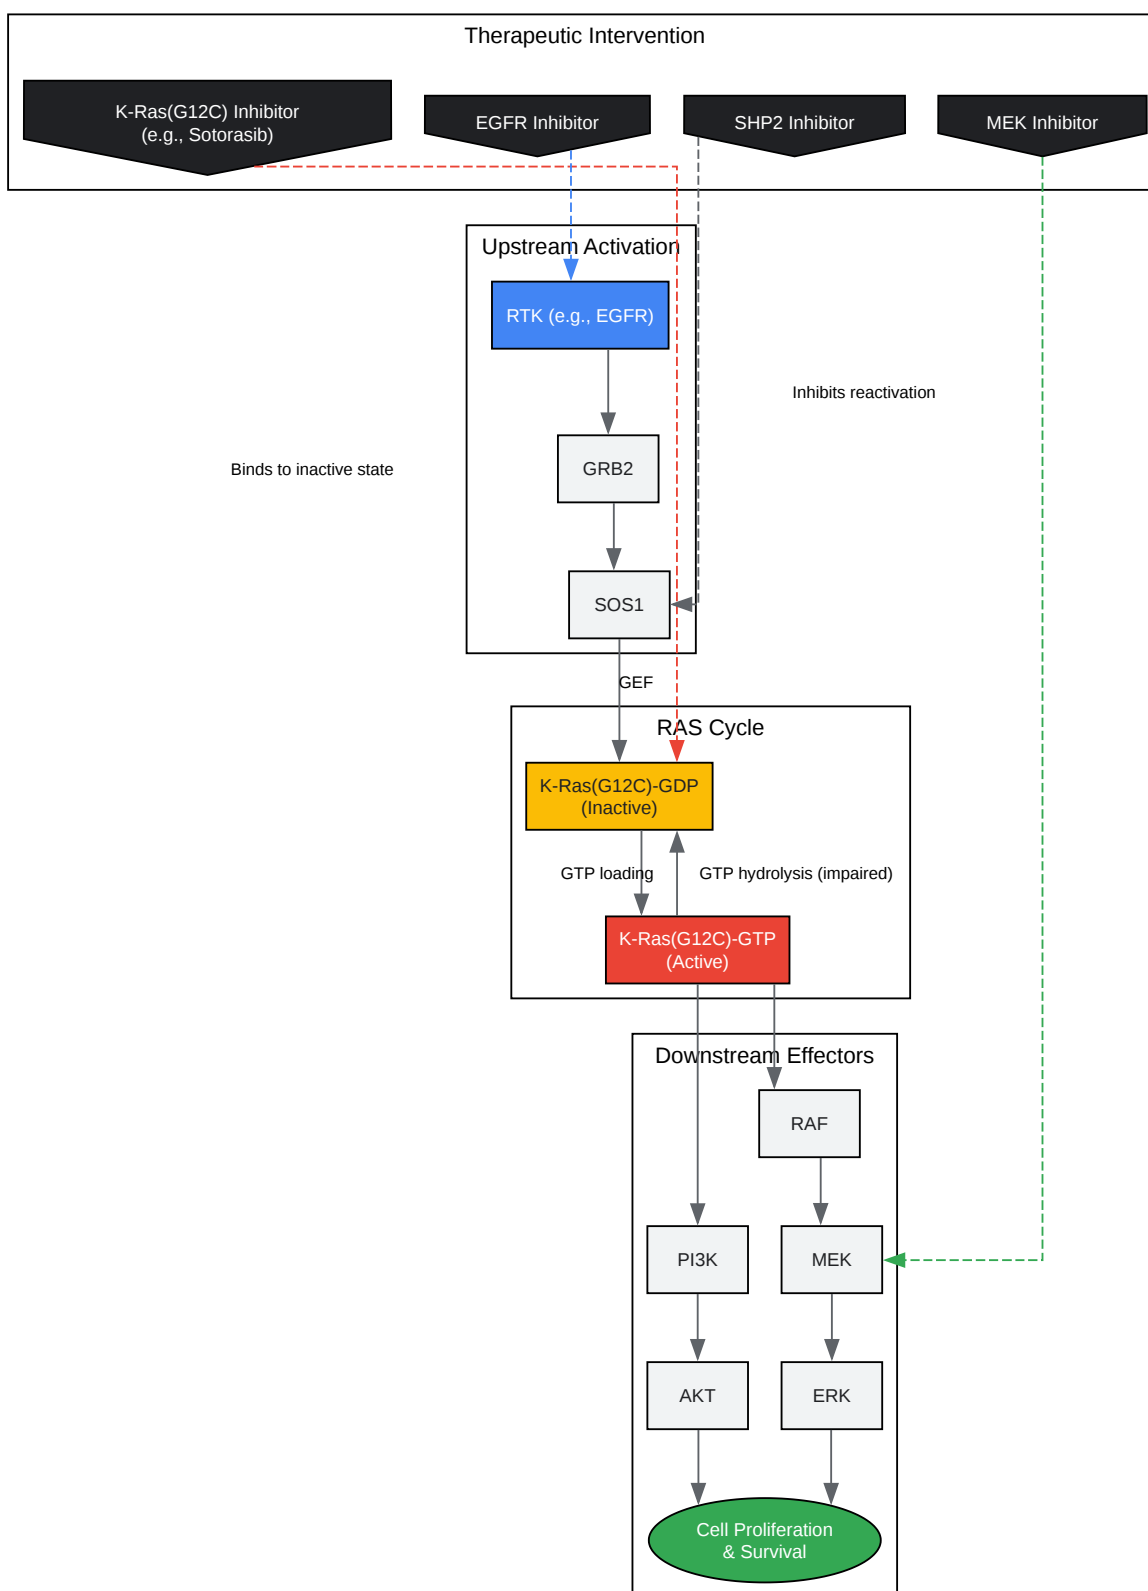 Therapeutic Intervention
K-Ras(G12C) Inhibitor
(e.g., Sotorasib)
EGFR Inhibitor
SHP2 Inhibitor
MEK Inhibitor
Upstream Activation
RTK (e.g., EGFR)
Inhibits reactivation
GRB2
Binds to inactive state
SOS1
GEF
RAS Cycle
K-Ras(G12C)-GDP
(Inactive)
GTP loading
GTP hydrolysis (impaired)
K-Ras(G12C)-GTP
(Active)
Downstream Effectors
RAF
PI3K
MEK
AKT
ERK
Cell Proliferation
& Survival